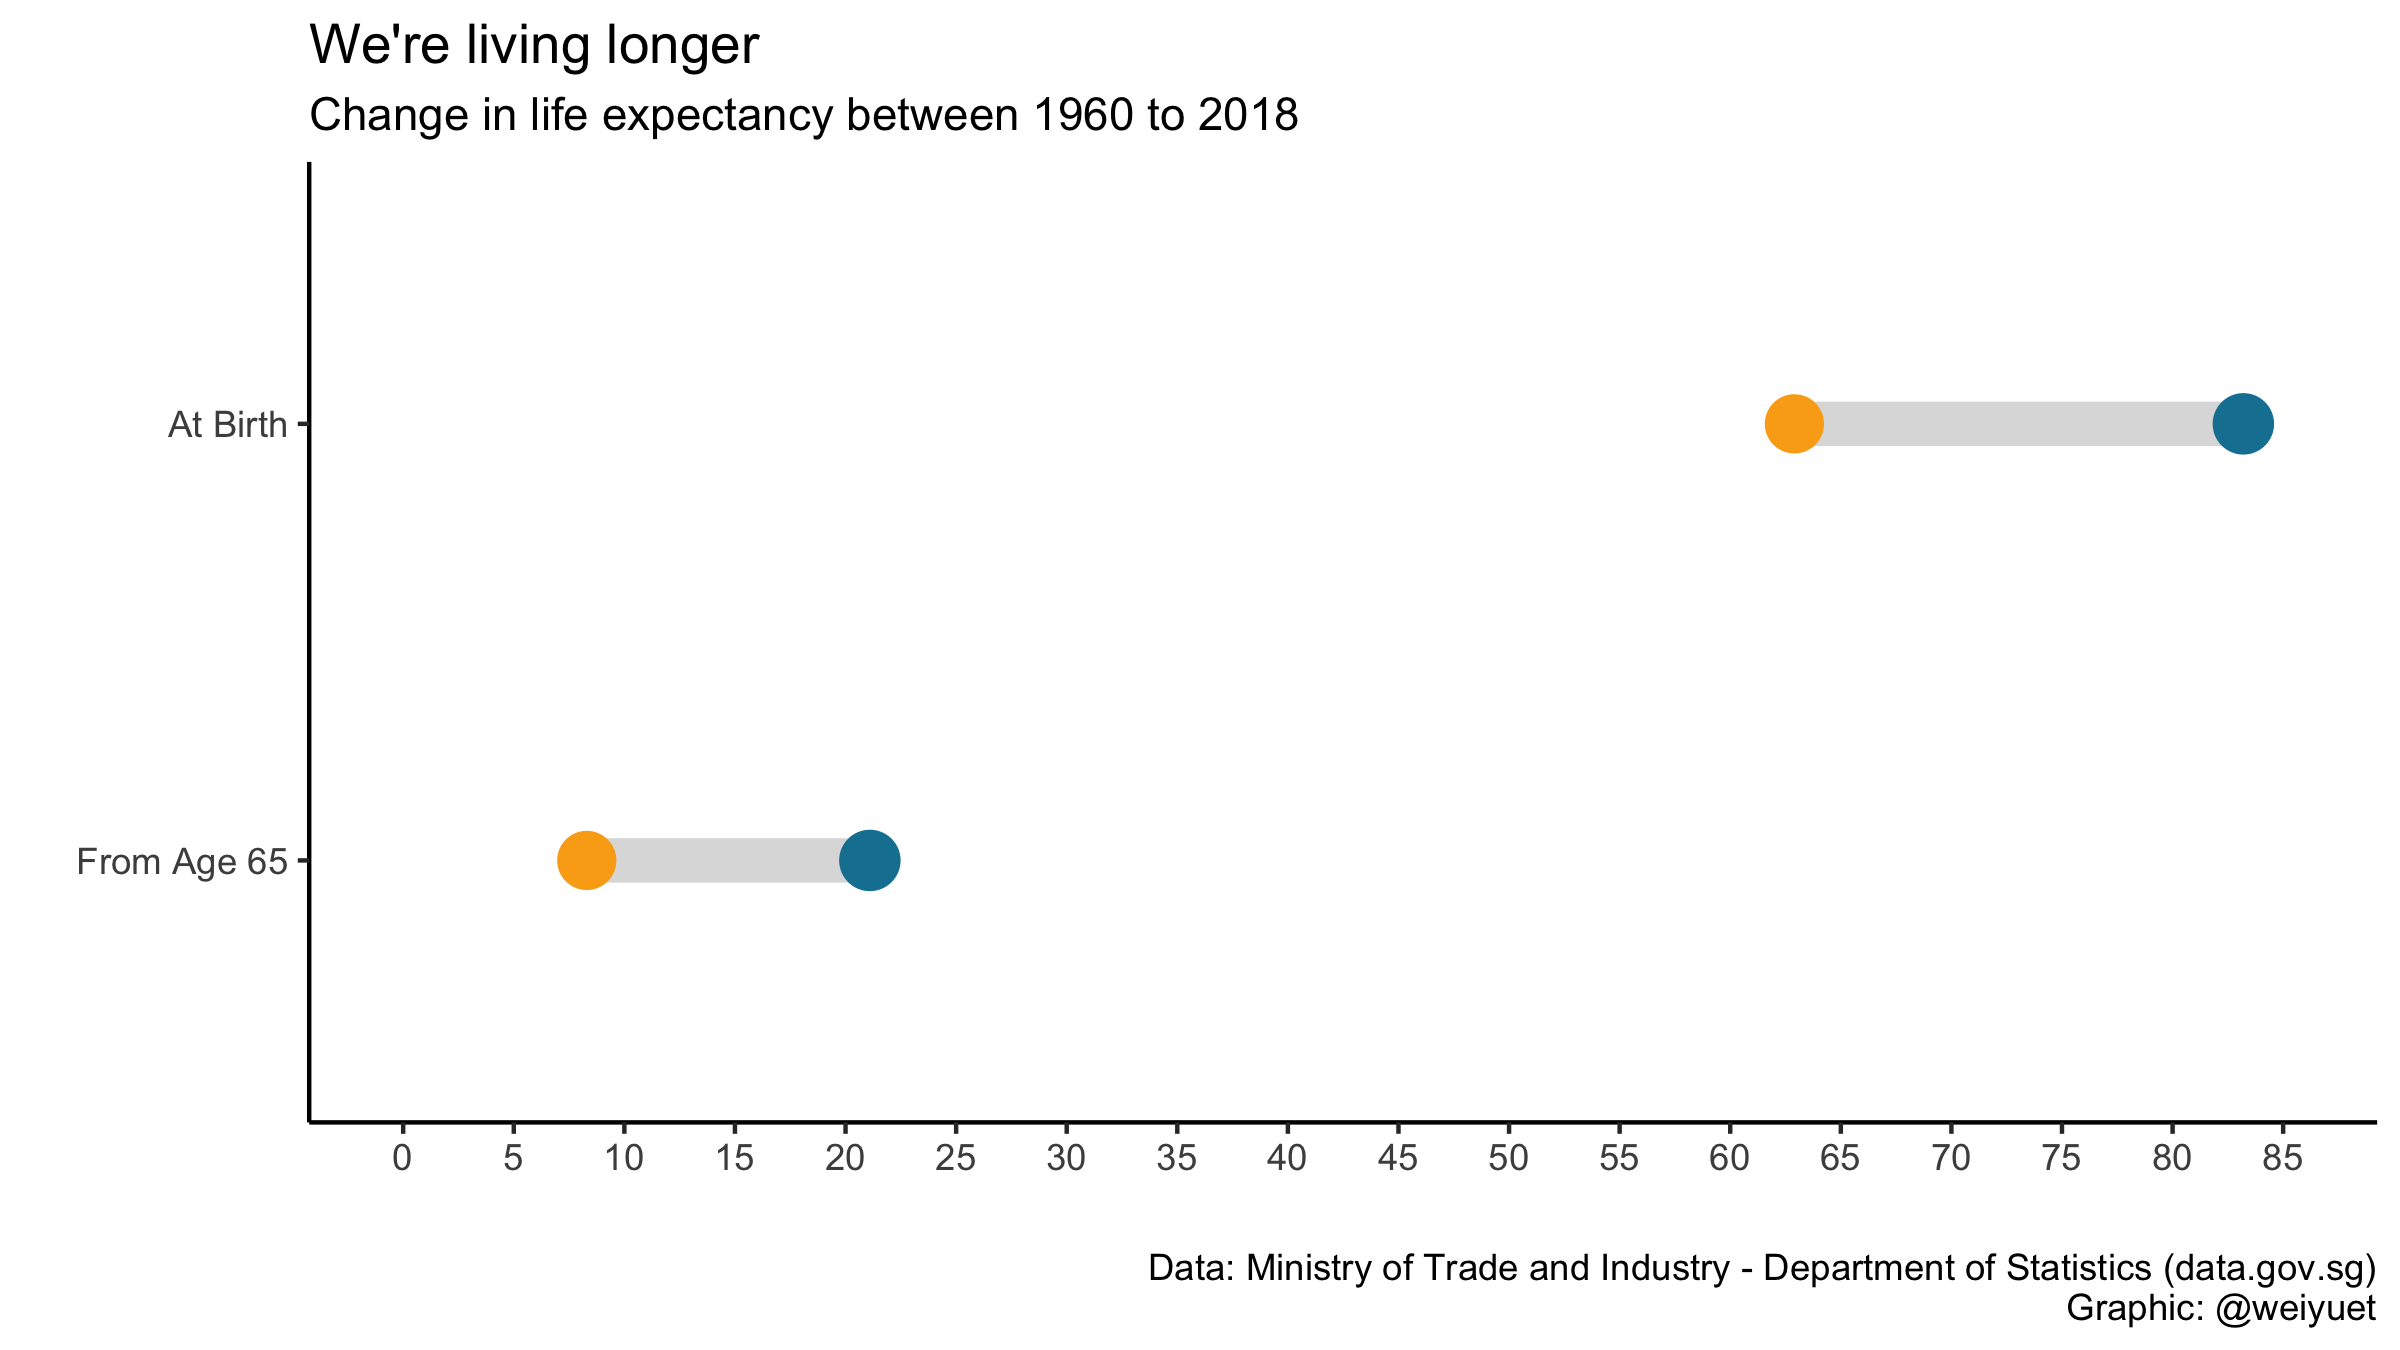 We're living longer
Change in life expectancy between 1960 to 2018
At Birth
From Age 65
0 5 10 15 20 25 30 35 40 45 50 55 60 65 70 75 80 85
Data: Ministry of Trade and Industry - Department of Statistics (data.gov.sg)
Graphic: @weiyuet